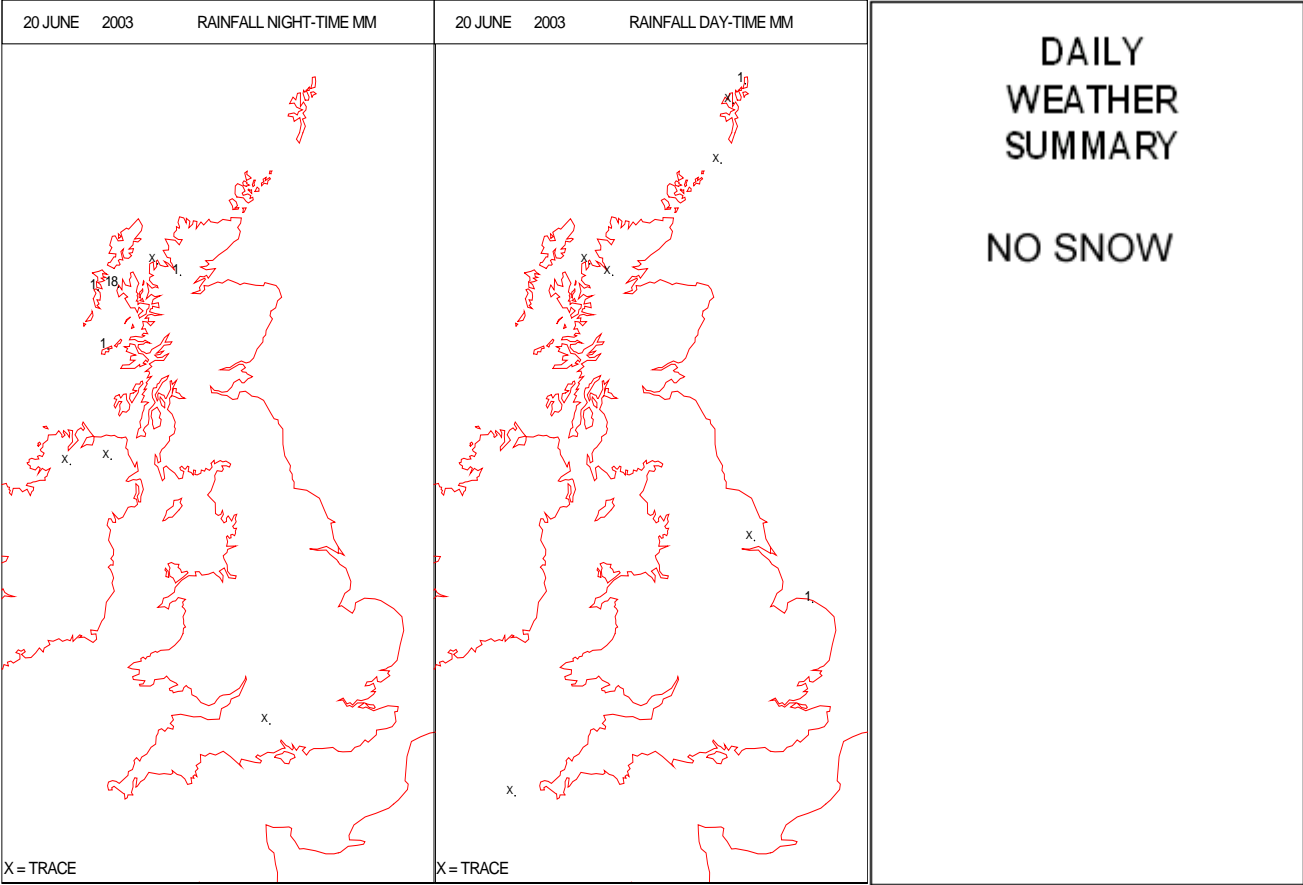 20 JUNE 2003 RAINFALL NIGHT-TIME MM
X
1.
1 18.
1
X. X.
X.
X = TRACE
20 JUNE 2003 RAINFALL DAY-TIME MM
1
X
X.
X
X.
X.
1.
X.
X = TRACE
DAILY
WEATHER
SUMMARY
NO SNOW